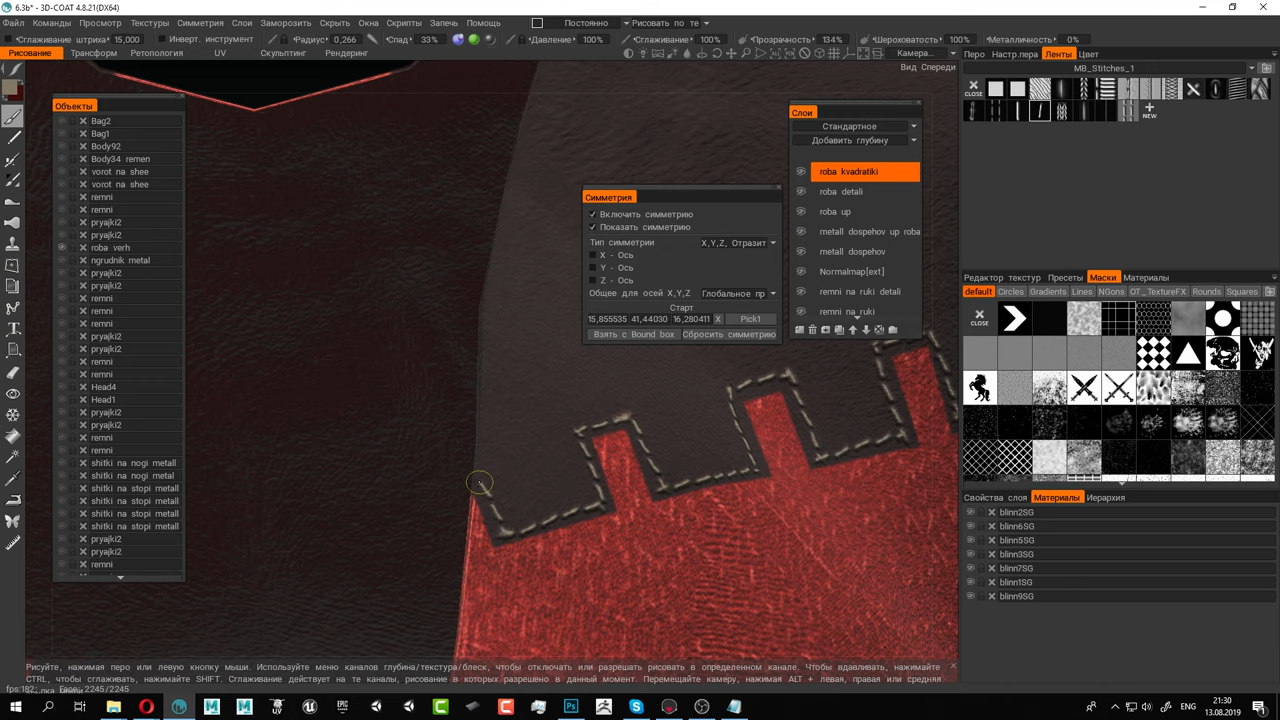 6.3b* - 3D-COAT 4.8.21(DX64)
Файл Команды Просмотр Текстуры Симметрия Слои Заморозить Скрыть Окна Скрипты Запечь Помощь Постоянно Рисовать по те
Сглаживание штриха 15,000 Инверт.инструмент Радиус 0,266 Спад 33% Давление 100% Сглаживание 100% Прозрачность 134% Шероховатость 100% Металличность 0%
Рисование Трансформ Ретопология UV Скульптинг Рендеринг Камера...
Вид Спереди
Перо Настр.пера Ленты Цвет
MB_Stitches_1
CLOSE
NEW
Объекты
Bag2
Bag1
Body92
Body34 remen
vorot na shee
vorot na shee
remni
remni
pryajki2
pryajki2
roba verh
ngrudnik metal
pryajki2
pryajki2
remni
remni
remni
pryajki2
pryajki2
remni
remni
Head4
Head1
pryajki2
pryajki2
remni
remni
shitki na nogi metall
shitki na nogi metal
shitki na stopi metall
shitki na stopi metall
shitki na stopi metall
shitki na stopi metall
pryajki2
pryajki2
remni
Симметрия
Включить симметрию
Показать симметрию
Тип симметрии X,Y,Z, Отразит
X - Ось
Y - Ось
Z - Ось
Общее для осей X,Y,Z Глобальное пр
Старт
15,855535 41,44030 16,280411 X Pick1
Взять с Bound box Сбросить симметрию
Слои
Стандартное
Добавить глубину
roba kvadratiki
roba detali
roba up
metall dospehov up roba
metall dospehov
Normalmap[ext]
remni na ruki detali
remni na ruki
Редактор текстур Пресеты Маски Материалы
default Circles Gradients Lines NGons OT_TextureFX Rounds Squares
CLOSE
Свойства слоя Материалы Иерархия
blinn2SG
blinn6SG
blinn5SG
blinn3SG
blinn7SG
blinn1SG
blinn9SG
Рисуйте, нажимая перо или левую кнопку мыши. Используйте меню каналов глубина/текстура/блеск, чтобы отключать или разрешать рисовать в определенном канале. Чтобы вдавливать, нажимайте
CTRL, чтобы сглаживать, нажимайте SHIFT. Сглаживание действует на те каналы, рисование в которых разрешено в данный момент. Перемещайте камеру, нажимая ALT + левая, правая или средняя
fps:182
2245/2245
21:30
ENG
13.08.2019